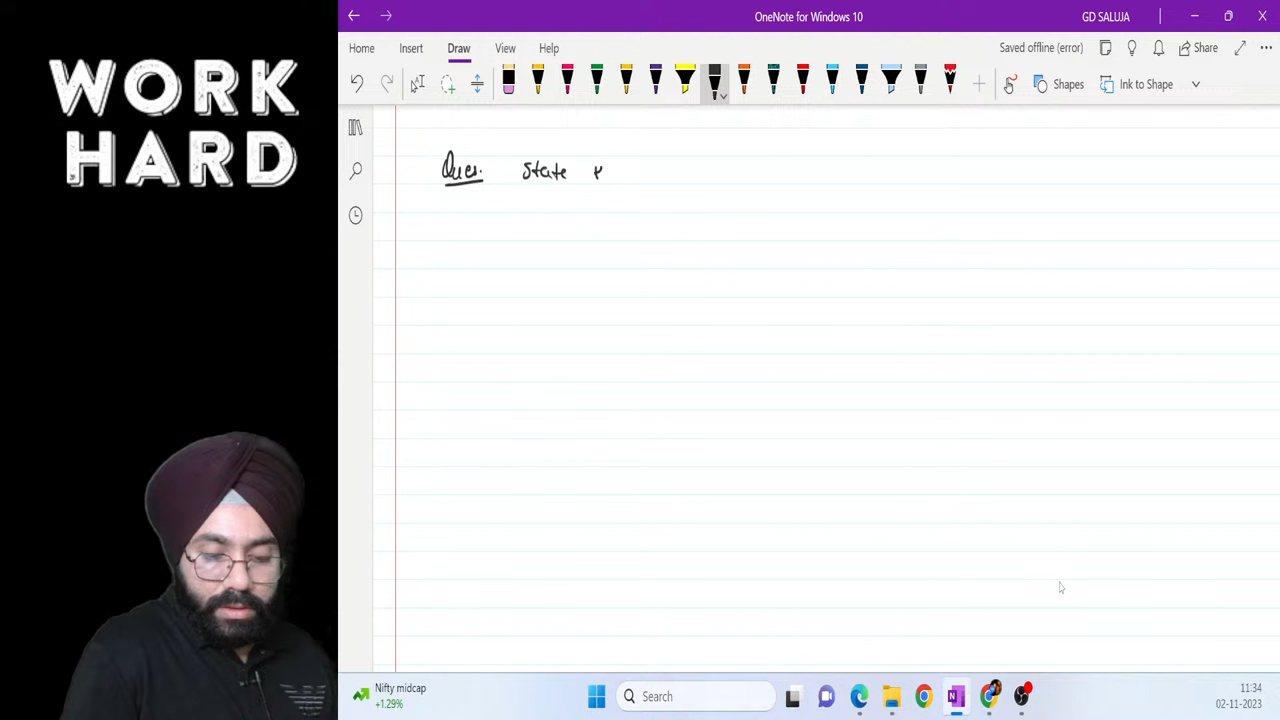 OneNote for Windows 10
GD SALUJA
Home Insert Draw View Help
Saved offline (error)
Share
Shapes
Ink to Shape
WORK
HARD
Ques. State
Nifty midcap
+1.29%
Search
11:34
02-11-2023